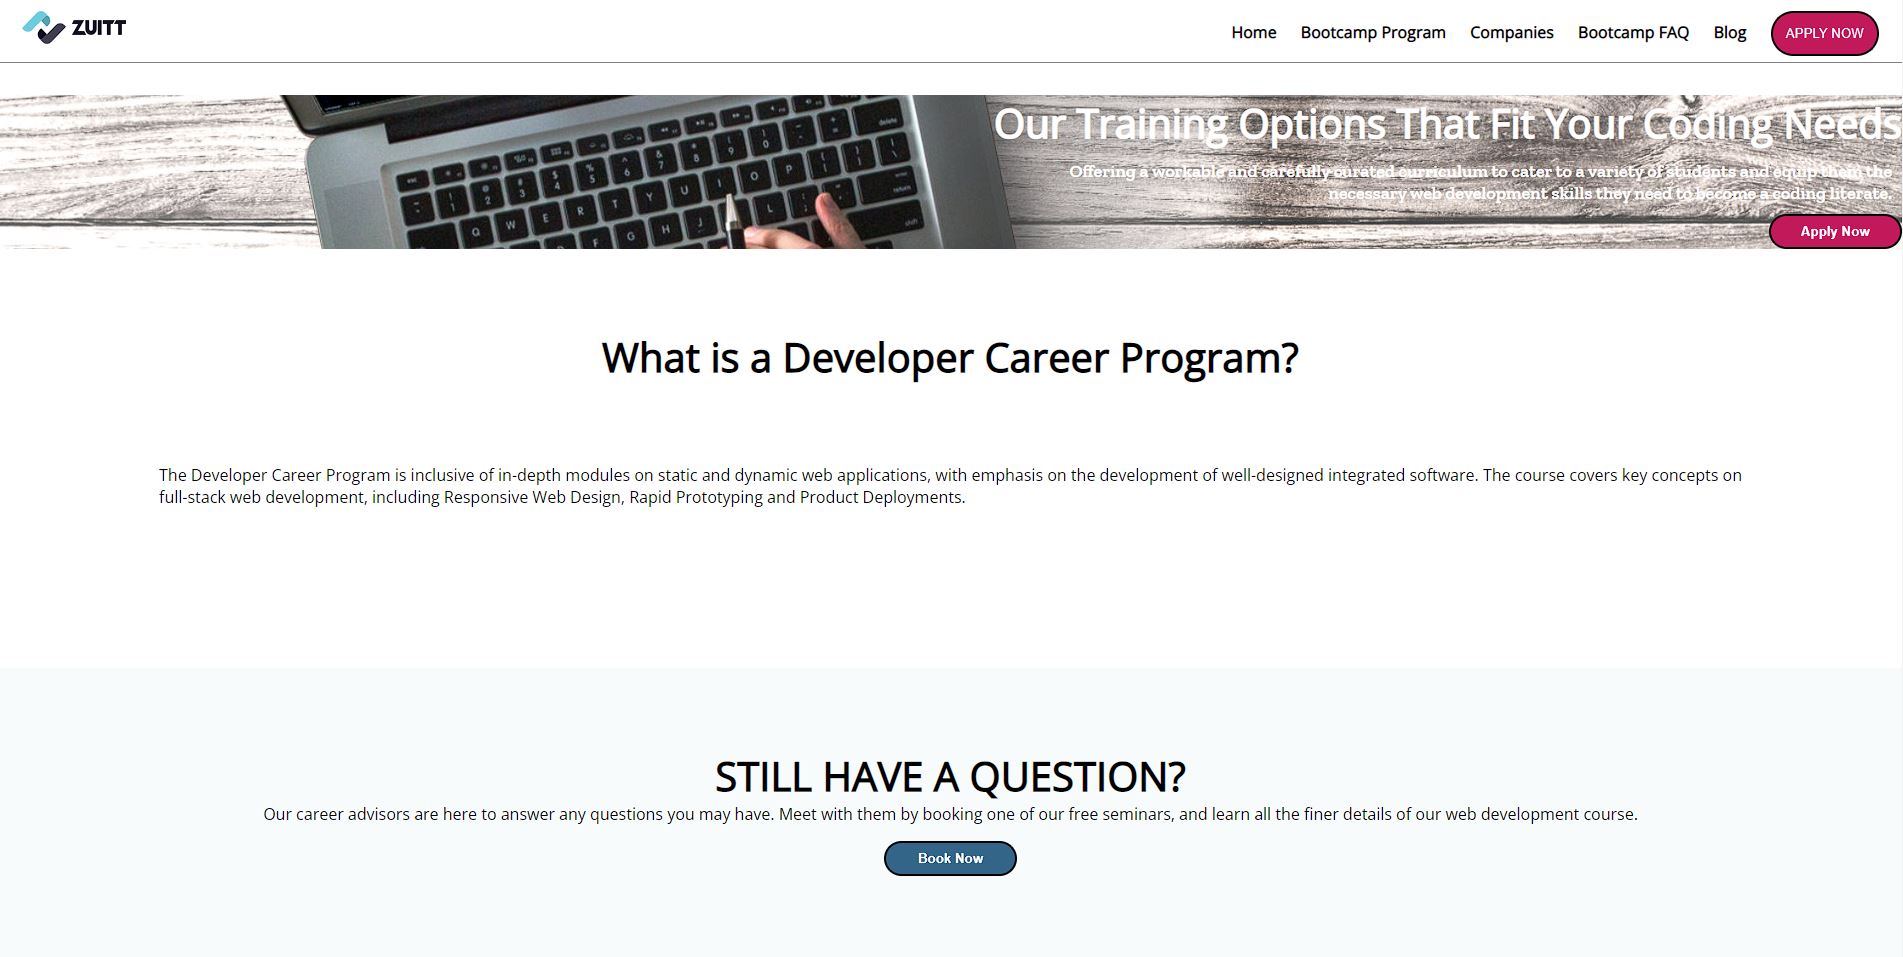 ZUITT
Home Bootcamp Program Companies Bootcamp FAQ Blog APPLY NOW
Our Training Options That Fit Your Coding Needs
Offering a workable and carefully curated curriculum to cater to a variety of students and equip them the
necessary web development skills they need to become a coding literate.
Apply Now
What is a Developer Career Program?
The Developer Career Program is inclusive of in-depth modules on static and dynamic web applications, with emphasis on the development of well-designed integrated software. The course covers key concepts on
full-stack web development, including Responsive Web Design, Rapid Prototyping and Product Deployments.
STILL HAVE A QUESTION?
Our career advisors are here to answer any questions you may have. Meet with them by booking one of our free seminars, and learn all the finer details of our web development course.
Book Now